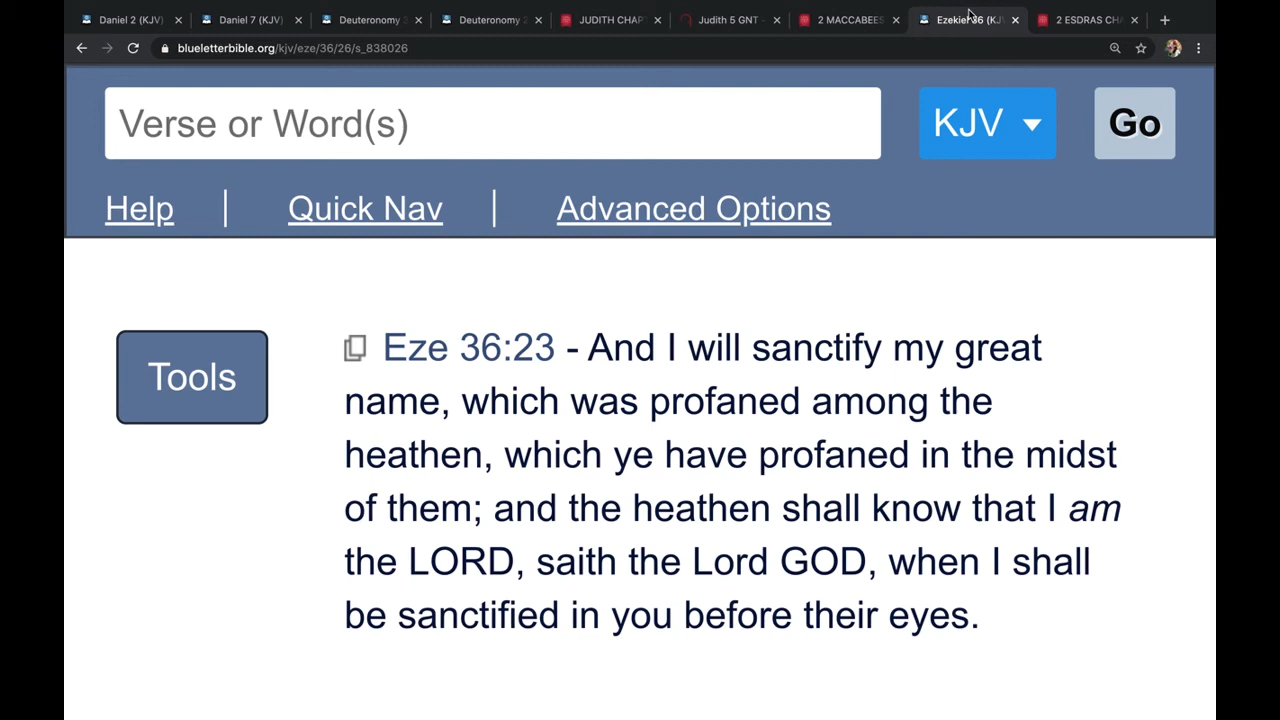 Daniel 2 (KJV) Daniel 7 (KJV) Deuteronomy Deuteronomy 2 JUDITH CHAP Judith 5 GNT - 2 MACCABEES Ezekiel 36 (KJV 2 ESDRAS CHA
blueletterbible.org/kjv/eze/36/26/s_838026
Verse or Word(s) KJV Go
Help | Quick Nav | Advanced Options
Tools
Eze 36:23 - And I will sanctify my great
name, which was profaned among the
heathen, which ye have profaned in the midst
of them; and the heathen shall know that I am
the LORD, saith the Lord GOD, when I shall
be sanctified in you before their eyes.